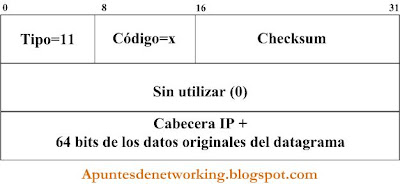 0 8 16 31
Tipo=11 Código=x Checksum
Sin utilizar (0)
Cabecera IP +
64 bits de los datos originales del datagrama
Apuntesdenetworking.blogspot.com